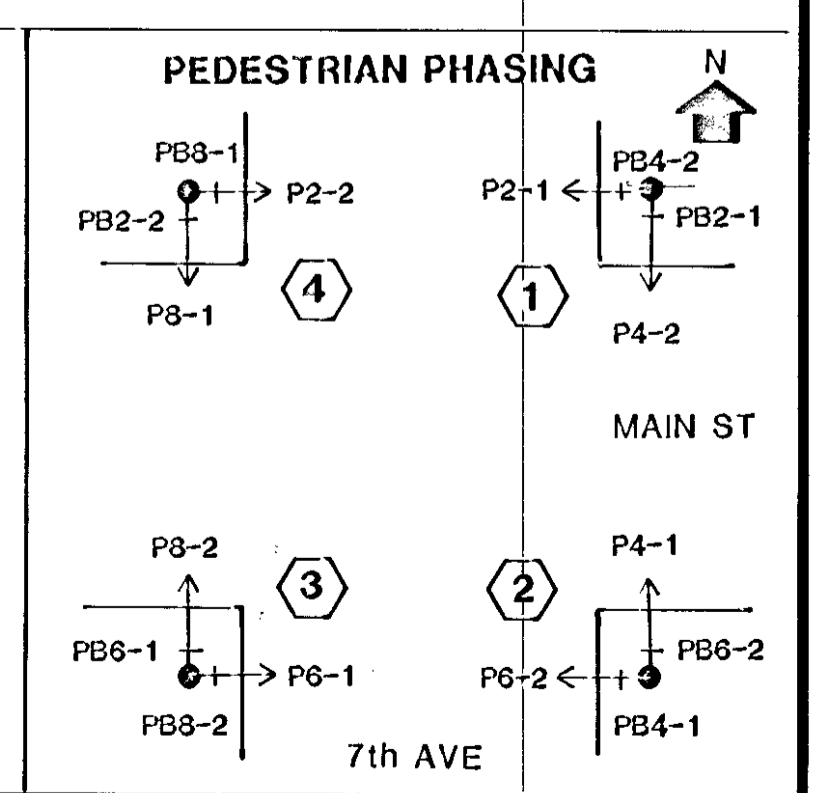 PEDESTRIAN PHASING
N
PB8-1
PB4-2
P2-2
P2-1
PB2-2
PB2-1
4
1
P8-1
P4-2
MAIN ST
P8-2
P4-1
3
2
PB6-1
PB6-2
P6-1
P6-2
PB8-2
PB4-1
7th AVE